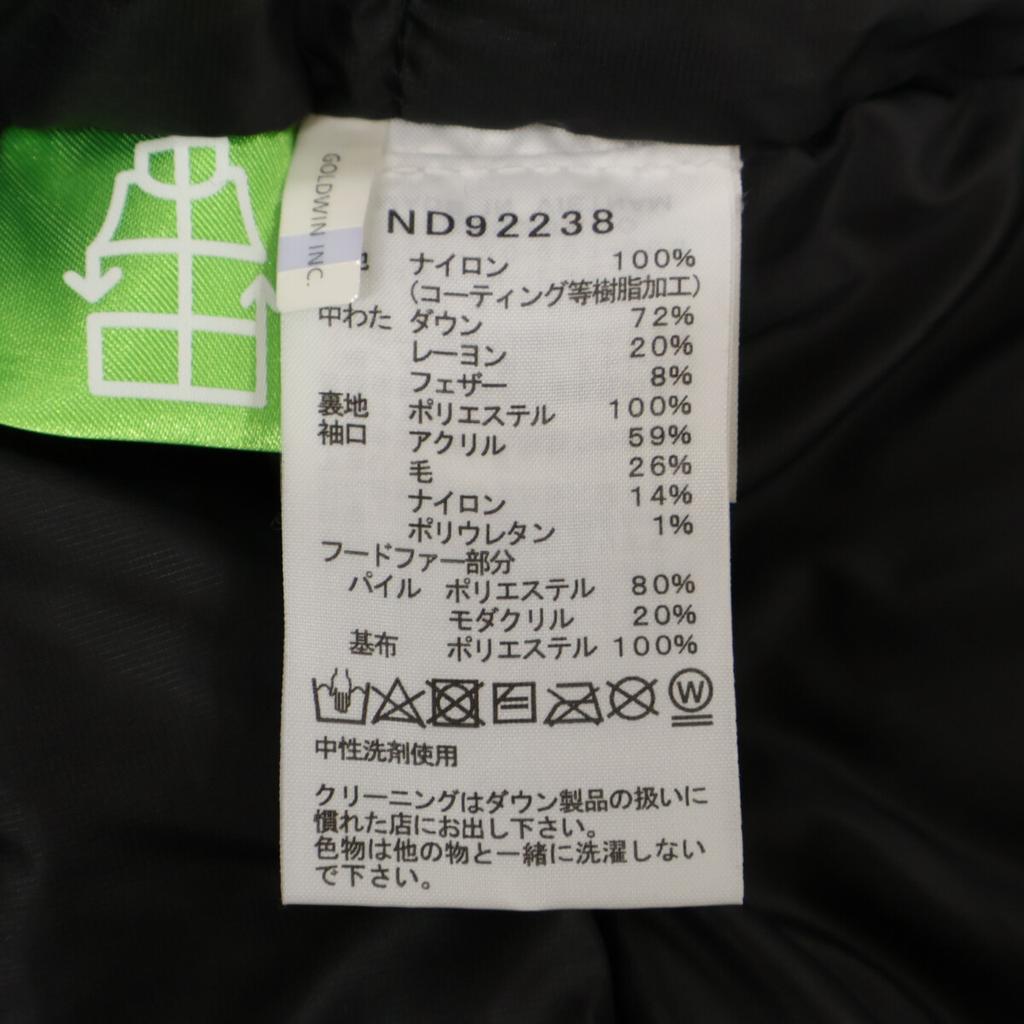 GOLDWIN INC.
ND92238
ナイロン 100%
(コーティング等樹脂加工)
中わた ダウン 72%
レーヨン 20%
フェザー 8%
裏地 ポリエステル 100%
袖口 アクリル 59%
毛 26%
ナイロン 14%
ポリウレタン 1%
フードファー部分
パイル ポリエステル 80%
モダクリル 20%
基布 ポリエステル 100%
W
中性洗剤使用
クリーニングはダウン製品の扱いに
慣れた店にお出し下さい。
色物は他の物と一緒に洗濯しない
で下さい。